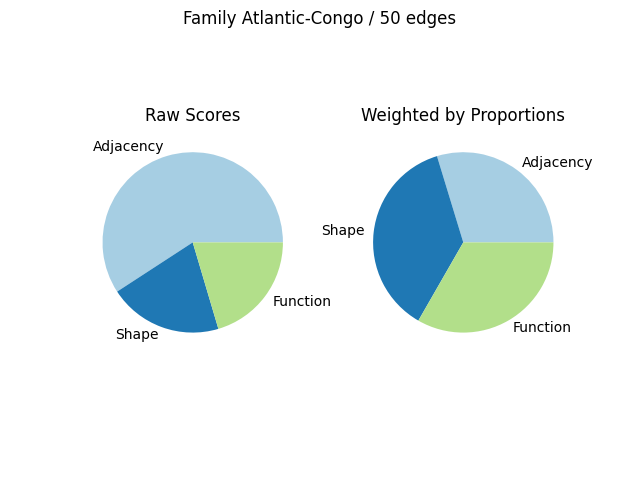 Family Atlantic-Congo / 50 edges
Raw Scores
Adjacency
Shape
Function
Weighted by Proportions
Adjacency
Shape
Function